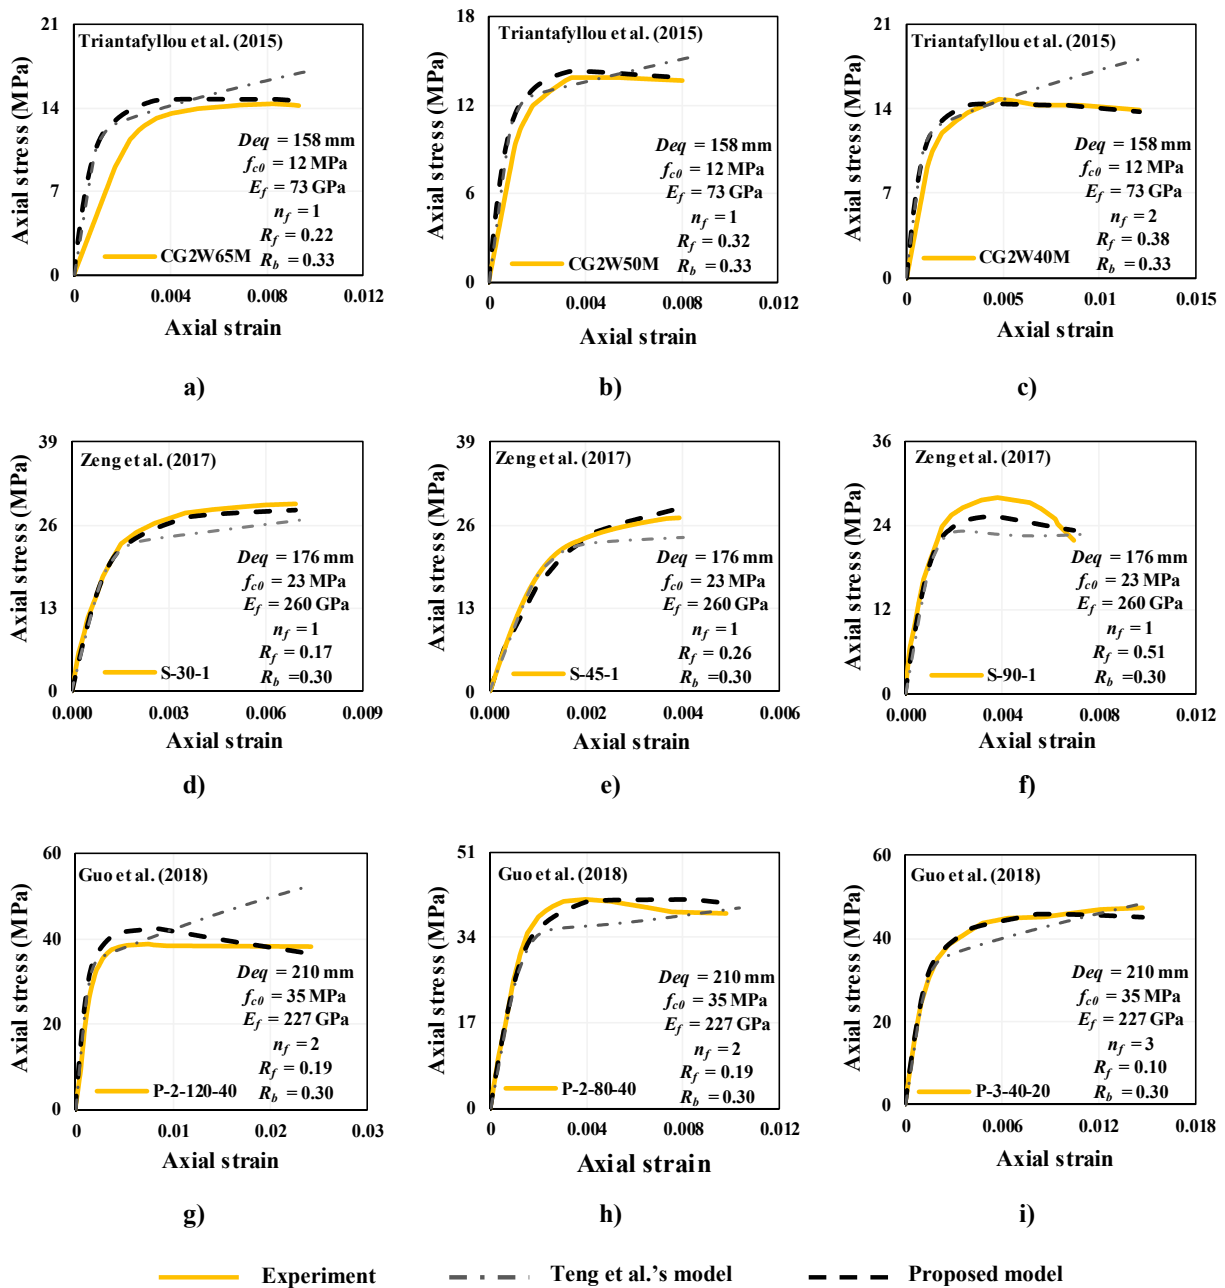 Triantafyllou et al. (2015)
Axial stress (MPa)
21
14
7
0
Deq = 158 mm
fc0 = 12 MPa
Ef = 73 GPa
nf = 1
Rf = 0.22
Rb = 0.33
CG2W65M
0 0.004 0.008 0.012
Axial strain
a)
Triantafyllou et al. (2015)
Axial stress (MPa)
18
12
6
0
Deq = 158 mm
fc0 = 12 MPa
Ef = 73 GPa
nf = 1
Rf = 0.32
Rb = 0.33
CG2W50M
0 0.004 0.008 0.012
Axial strain
b)
Triantafyllou et al. (2015)
Axial stress (MPa)
21
14
7
0
Deq = 158 mm
fc0 = 12 MPa
Ef = 73 GPa
nf = 2
Rf = 0.38
Rb = 0.33
CG2W40M
0 0.005 0.01 0.015
Axial strain
c)
Zeng et al. (2017)
Axial stress (MPa)
39
26
13
0
Deq = 176 mm
fc0 = 23 MPa
Ef = 260 GPa
nf = 1
Rf = 0.17
Rb =0.30
S-30-1
0.000 0.003 0.006 0.009
Axial strain
d)
Zeng et al. (2017)
Axial stress (MPa)
39
26
13
0
Deq = 176 mm
fc0 = 23 MPa
Ef = 260 GPa
nf = 1
Rf = 0.26
Rb =0.30
S-45-1
0.000 0.002 0.004 0.006
Axial strain
e)
Zeng et al. (2017)
Axial stress (MPa)
36
24
12
0
Deq = 176 mm
fc0 = 23 MPa
Ef = 260 GPa
nf = 1
Rf = 0.51
Rb = 0.30
S-90-1
0.000 0.004 0.008 0.012
Axial strain
f)
Guo et al. (2018)
Axial stress (MPa)
60
40
20
0
Deq = 210 mm
fc0 = 35 MPa
Ef = 227 GPa
nf = 2
Rf = 0.19
Rb = 0.30
P-2-120-40
0 0.01 0.02 0.03
Axial strain
g)
Guo et al. (2018)
Axial stress (MPa)
51
34
17
0
Deq = 210 mm
fc0 = 35 MPa
Ef = 227 GPa
nf = 2
Rf = 0.19
Rb = 0.30
P-2-80-40
0 0.004 0.008 0.012
Axial strain
h)
Guo et al. (2018)
Axial stress (MPa)
60
40
20
0
Deq = 210 mm
fc0 = 35 MPa
Ef = 227 GPa
nf = 3
Rf = 0.10
Rb = 0.30
P-3-40-20
0 0.006 0.012 0.018
Axial strain
i)
Experiment Teng et al.'s model Proposed model